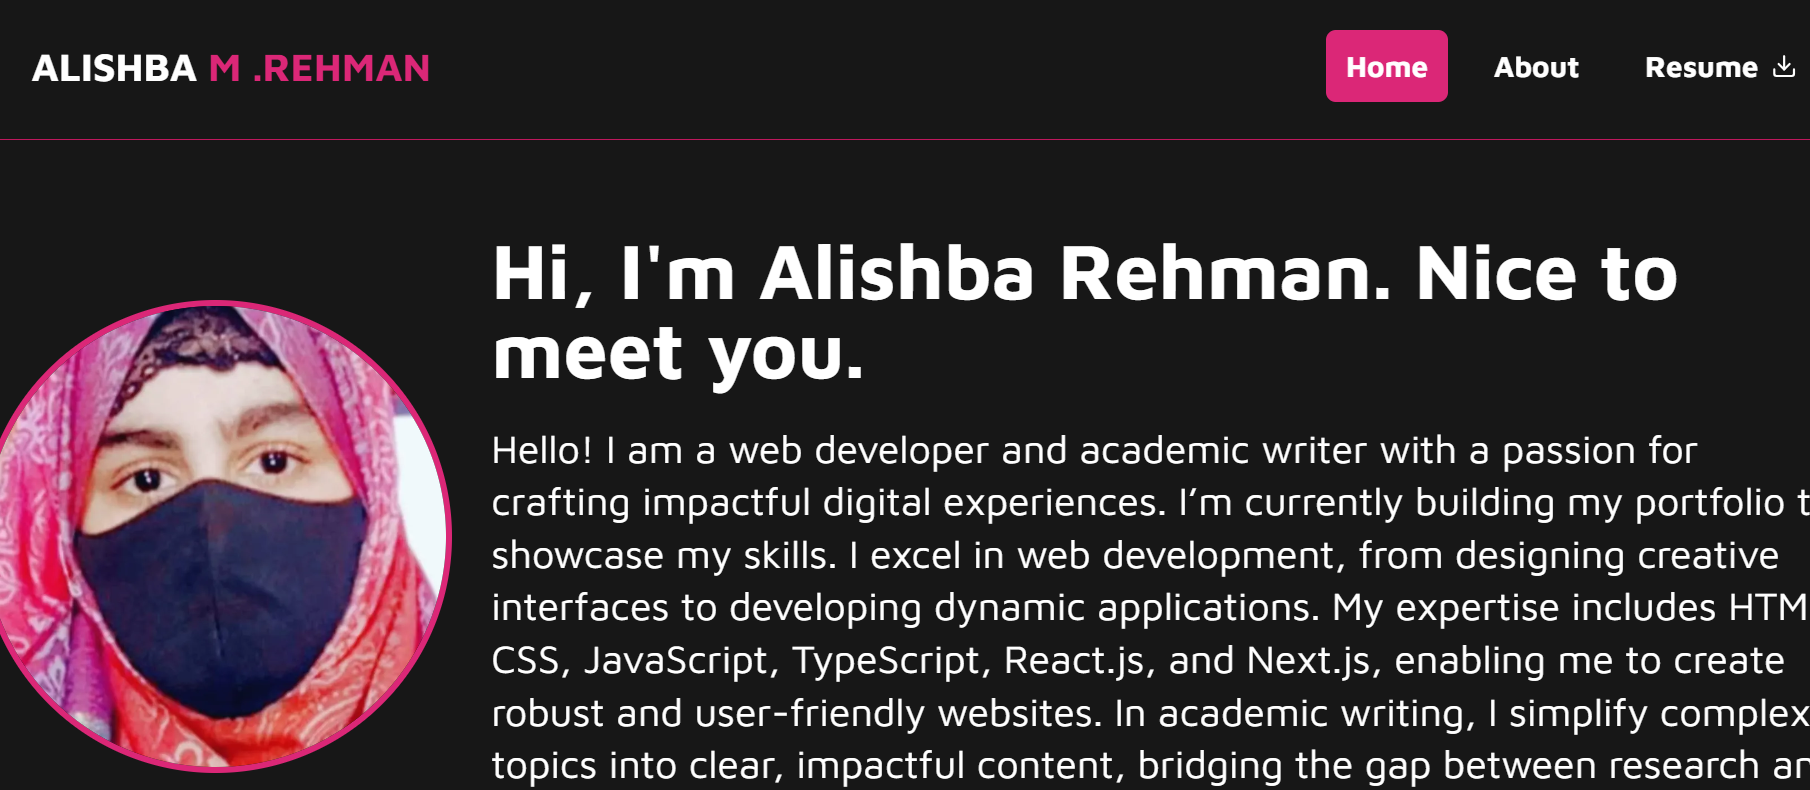 ALISHBA M .REHMAN
Home About Resume
Hi, I'm Alishba Rehman. Nice to
meet you.
Hello! I am a web developer and academic writer with a passion for
crafting impactful digital experiences. I’m currently building my portfolio t
showcase my skills. I excel in web development, from designing creative
interfaces to developing dynamic applications. My expertise includes HTM
CSS, JavaScript, TypeScript, React.js, and Next.js, enabling me to create
robust and user-friendly websites. In academic writing, I simplify complex
topics into clear, impactful content, bridging the gap between research an